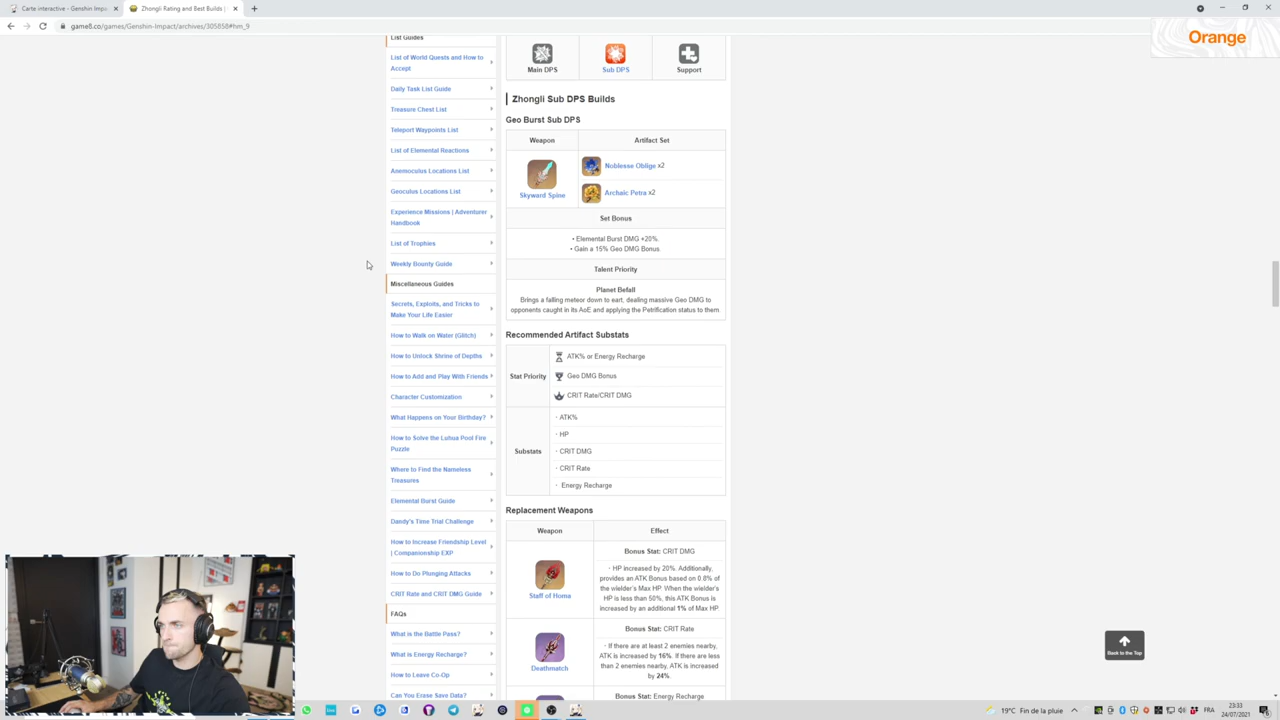 Carte interactive - Genshin Impa
Zhongli Rating and Best Builds |
game8.co/games/Genshin-Impact/archives/305858#hm_9
Orange
List Guides
List of World Quests and How to
Accept
Daily Task List Guide
Treasure Chest List
Teleport Waypoints List
List of Elemental Reactions
Anemoculus Locations List
Geoculus Locations List
Experience Missions | Adventurer
Handbook
List of Trophies
Weekly Bounty Guide
Miscellaneous Guides
Secrets, Exploits, and Tricks to
Make Your Life Easier
How to Walk on Water (Glitch)
How to Unlock Shrine of Depths
How to Add and Play With Friends
Character Customization
What Happens on Your Birthday?
How to Solve the Luhua Pool Fire
Puzzle
Where to Find the Nameless
Treasures
Elemental Burst Guide
Dandy's Time Trial Challenge
How to Increase Friendship Level
| Companionship EXP
How to Do Plunging Attacks
CRIT Rate and CRIT DMG Guide
FAQs
What is the Battle Pass?
What is Energy Recharge?
How to Leave Co-Op
Can You Erase Save Data?
Main DPS
Sub DPS
Support
Zhongli Sub DPS Builds
Geo Burst Sub DPS
Weapon
Artifact Set
Skyward Spine
Noblesse Oblige x2
Archaic Petra x2
Set Bonus
• Elemental Burst DMG +20%.
• Gain a 15% Geo DMG Bonus.
Talent Priority
Planet Befall
Brings a falling meteor down to eart, dealing massive Geo DMG to
opponents caught in its AoE and applying the Petrification status to them.
Recommended Artifact Substats
Stat Priority
ATK% or Energy Recharge
Geo DMG Bonus
CRIT Rate/CRIT DMG
Substats
· ATK%
· HP
· CRIT DMG
· CRIT Rate
· Energy Recharge
Replacement Weapons
Weapon
Effect
Staff of Homa
Bonus Stat: CRIT DMG
· HP increased by 20%. Additionally,
provides an ATK Bonus based on 0.8% of
the wielder's Max HP. When the wielder's
HP is less than 50%, this ATK Bonus is
increased by an additional 1% of Max HP.
Deathmatch
Bonus Stat: CRIT Rate
· If there are at least 2 enemies nearby,
ATK is increased by 16%. If there are less
than 2 enemies nearby, ATK is increased
by 24%.
Bonus Stat: Energy Recharge
Back to the Top
19°C Fin de la pluie
FR
23:33
24/07/2021